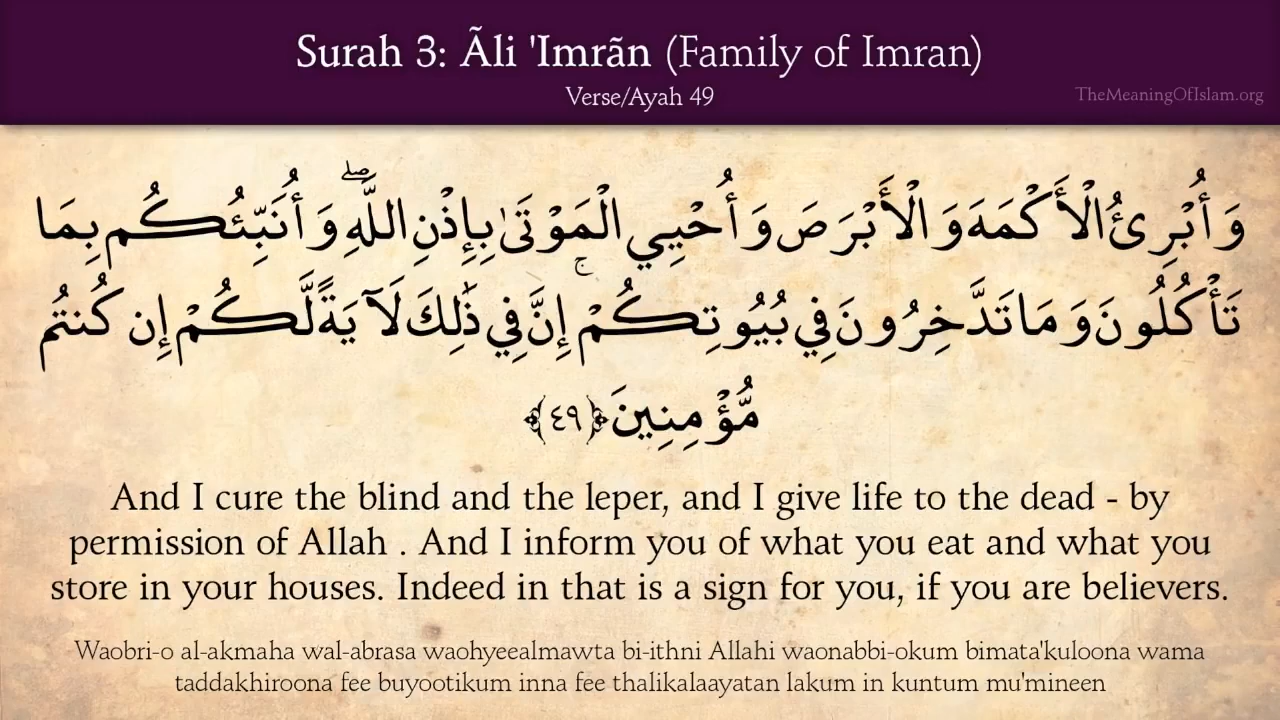 Surah 3: Ãli 'Imrãn (Family of Imran)
Verse/Ayah 49
TheMeaningOfIslam.org
وَأُبْرِئُ الْأَكْمَهَ وَالْأَبْرَصَ وَأُحْيِي الْمَوْتَىٰ بِإِذْنِ اللَّهِ ۖ وَأُنَبِّئُكُم بِمَا
تَأْكُلُونَ وَمَا تَدَّخِرُونَ فِي بُيُوتِكُمْ ۚ إِنَّ فِي ذَٰلِكَ لَآيَةً لَّكُمْ إِن كُنتُم
مُّؤْمِنِينَ ﴿٤٩﴾
And I cure the blind and the leper, and I give life to the dead - by
permission of Allah . And I inform you of what you eat and what you
store in your houses. Indeed in that is a sign for you, if you are believers.
Waobri-o al-akmaha wal-abrasa waohyeealmawta bi-ithni Allahi waonabbi-okum bimata'kuloona wama
taddakhiroona fee buyootikum inna fee thalikalaayatan lakum in kuntum mu'mineen